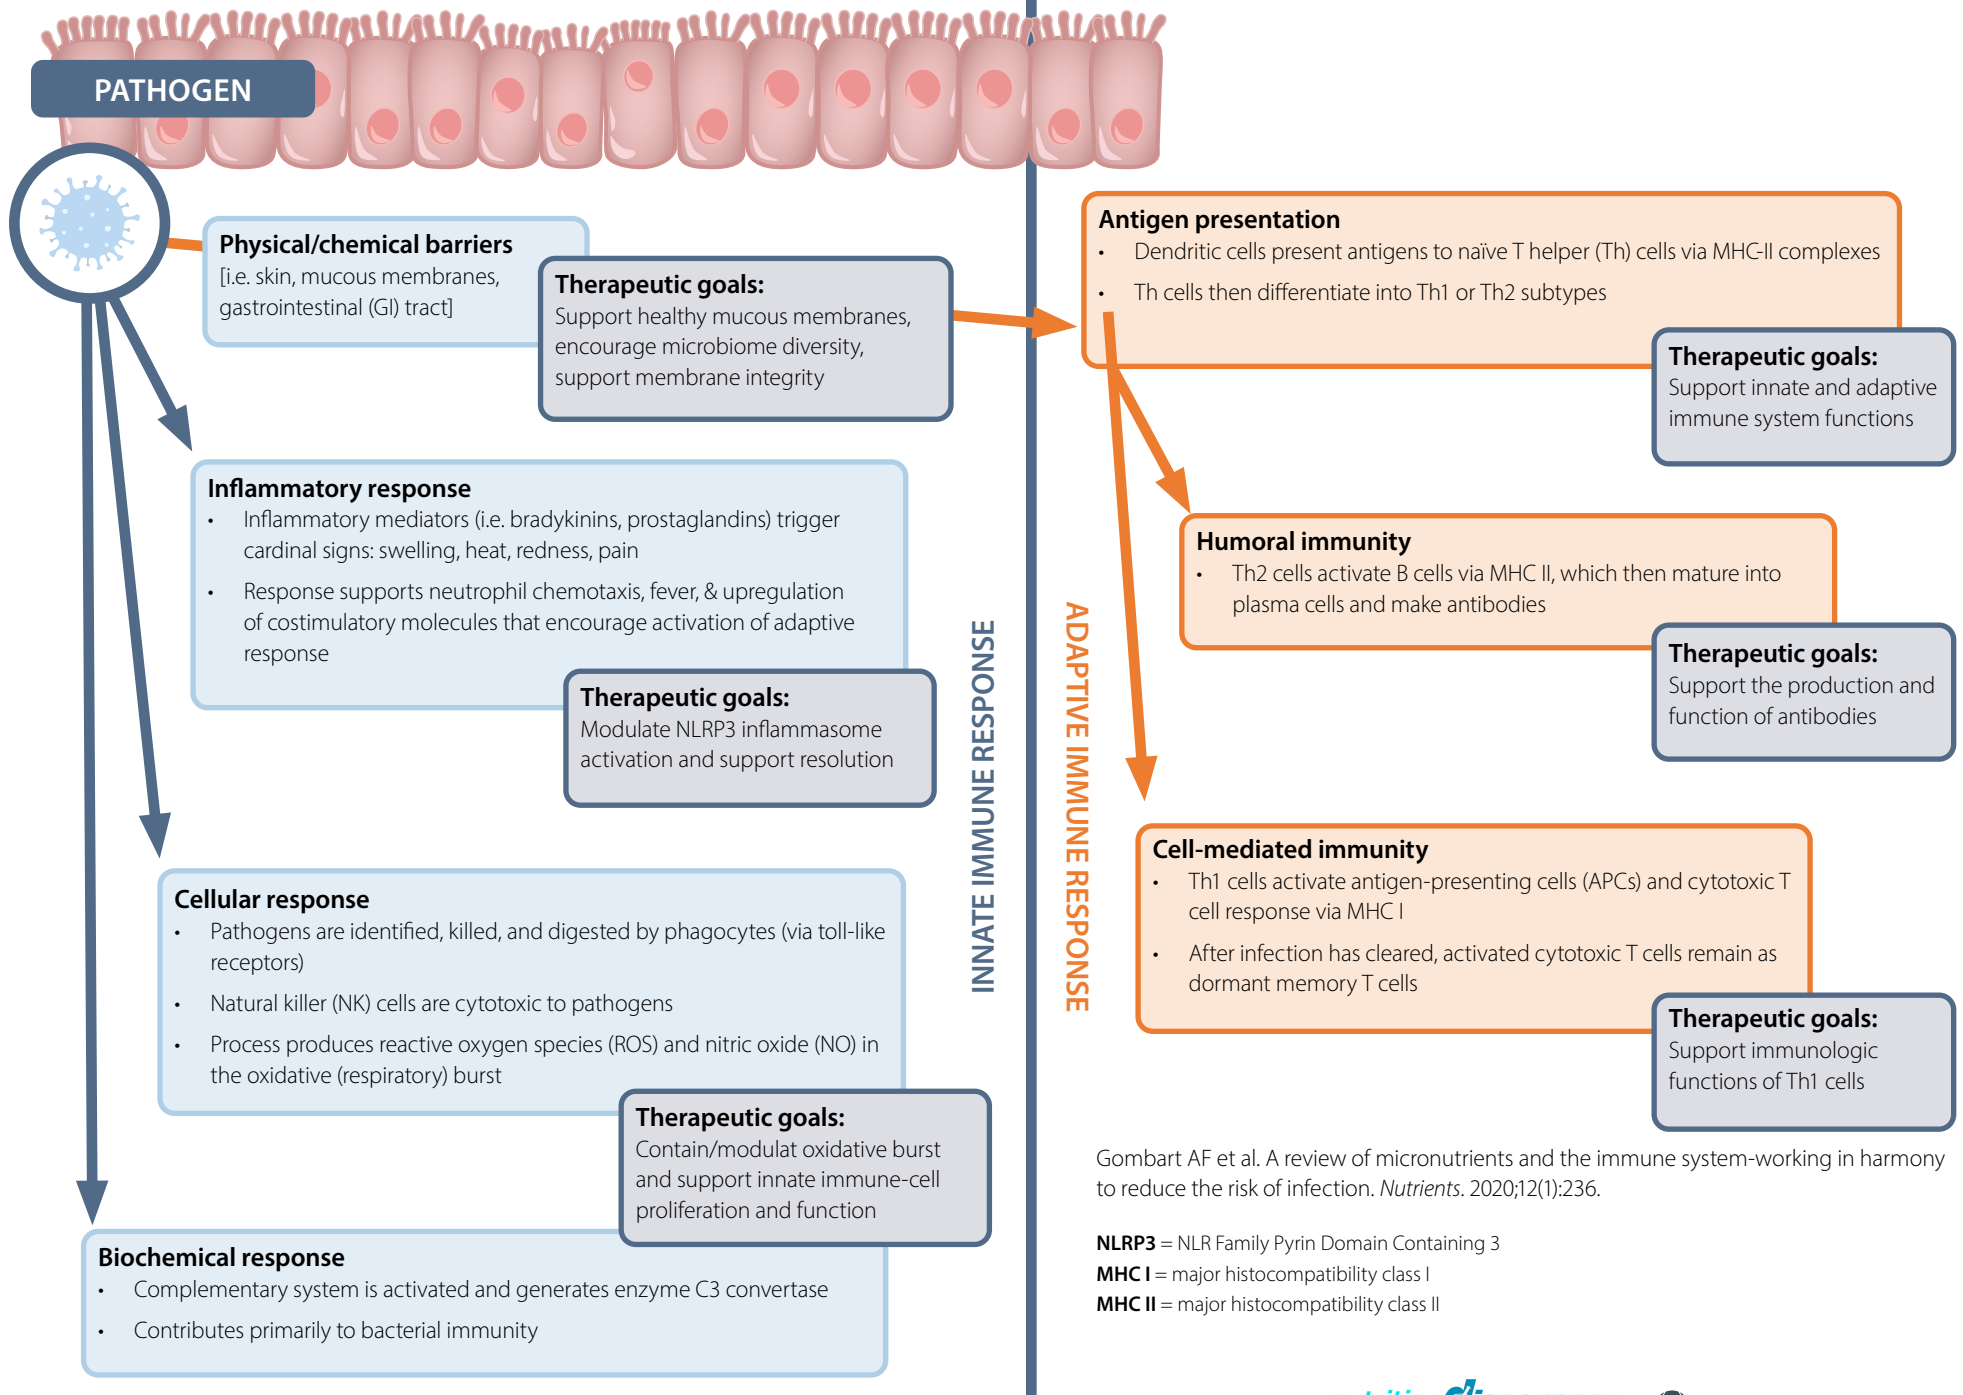 PATHOGEN
Physical/chemical barriers
[i.e. skin, mucous membranes,
gastrointestinal (GI) tract]
Therapeutic goals:
Support healthy mucous membranes,
encourage microbiome diversity,
support membrane integrity
Inflammatory response
• Inflammatory mediators (i.e. bradykinins, prostaglandins) trigger
cardinal signs: swelling, heat, redness, pain
• Response supports neutrophil chemotaxis, fever, & upregulation
of costimulatory molecules that encourage activation of adaptive
response
Therapeutic goals:
Modulate NLRP3 inflammasome
activation and support resolution
Cellular response
• Pathogens are identified, killed, and digested by phagocytes (via toll-like
receptors)
• Natural killer (NK) cells are cytotoxic to pathogens
• Process produces reactive oxygen species (ROS) and nitric oxide (NO) in
the oxidative (respiratory) burst
Therapeutic goals:
Contain/modulat oxidative burst
and support innate immune-cell
proliferation and function
Biochemical response
• Complementary system is activated and generates enzyme C3 convertase
• Contributes primarily to bacterial immunity
INNATE IMMUNE RESPONSE
ADAPTIVE IMMUNE RESPONSE
Antigen presentation
• Dendritic cells present antigens to naïve T helper (Th) cells via MHC-II complexes
• Th cells then differentiate into Th1 or Th2 subtypes
Therapeutic goals:
Support innate and adaptive
immune system functions
Humoral immunity
• Th2 cells activate B cells via MHC II, which then mature into
plasma cells and make antibodies
Therapeutic goals:
Support the production and
function of antibodies
Cell-mediated immunity
• Th1 cells activate antigen-presenting cells (APCs) and cytotoxic T
cell response via MHC I
• After infection has cleared, activated cytotoxic T cells remain as
dormant memory T cells
Therapeutic goals:
Support immunologic
functions of Th1 cells
Gombart AF et al. A review of micronutrients and the immune system-working in harmony
to reduce the risk of infection. Nutrients. 2020;12(1):236.
NLRP3 = NLR Family Pyrin Domain Containing 3
MHC I = major histocompatibility class I
MHC II = major histocompatibility class II